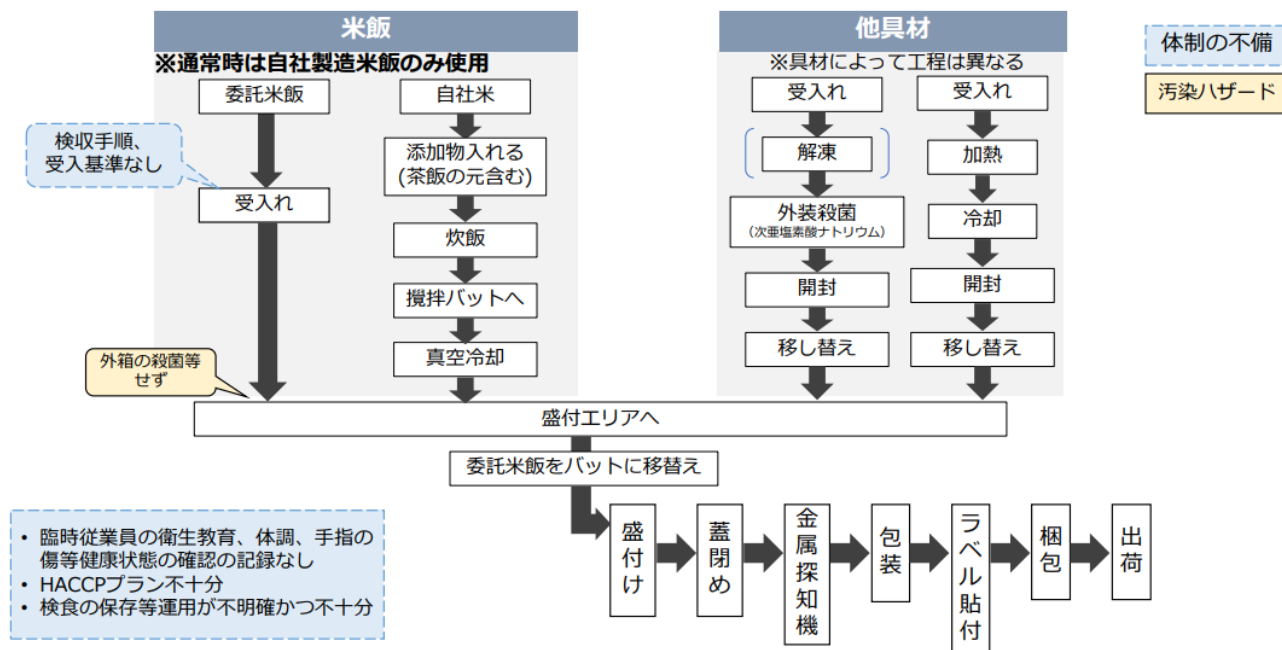 米飯
※通常時は自社製造米飯のみ使用
委託米飯
検収手順、
受入基準なし
受入れ
自社米
添加物入れる
(茶飯の元含む)
炊飯
攪拌バットへ
真空冷却
外箱の殺菌等
せず
他具材
※具材によって工程は異なる
受入れ
解凍
外装殺菌
（次亜塩素酸ナトリウム）
開封
移し替え
受入れ
加熱
冷却
開封
移し替え
体制の不備
汚染ハザード
盛付エリアへ
委託米飯をバットに移替え
盛付け
蓋閉め
金属探知機
包装
ラベル貼付
梱包
出荷
• 臨時従業員の衛生教育、体調、手指の
傷等健康状態の確認の記録なし
• HACCPプラン不十分
• 検食の保存等運用が不明確かつ不十分